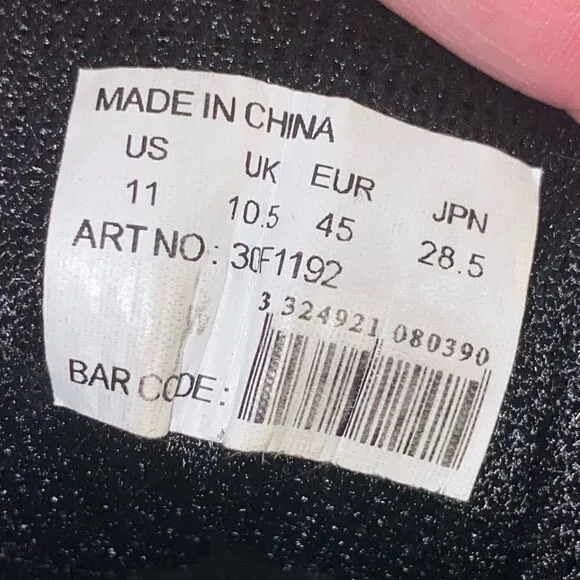 MADE IN CHINA
US UK EUR JPN
11 10.5 45 28.5
ART NO: 30F1192
3 324921 080390
BAR CODE: